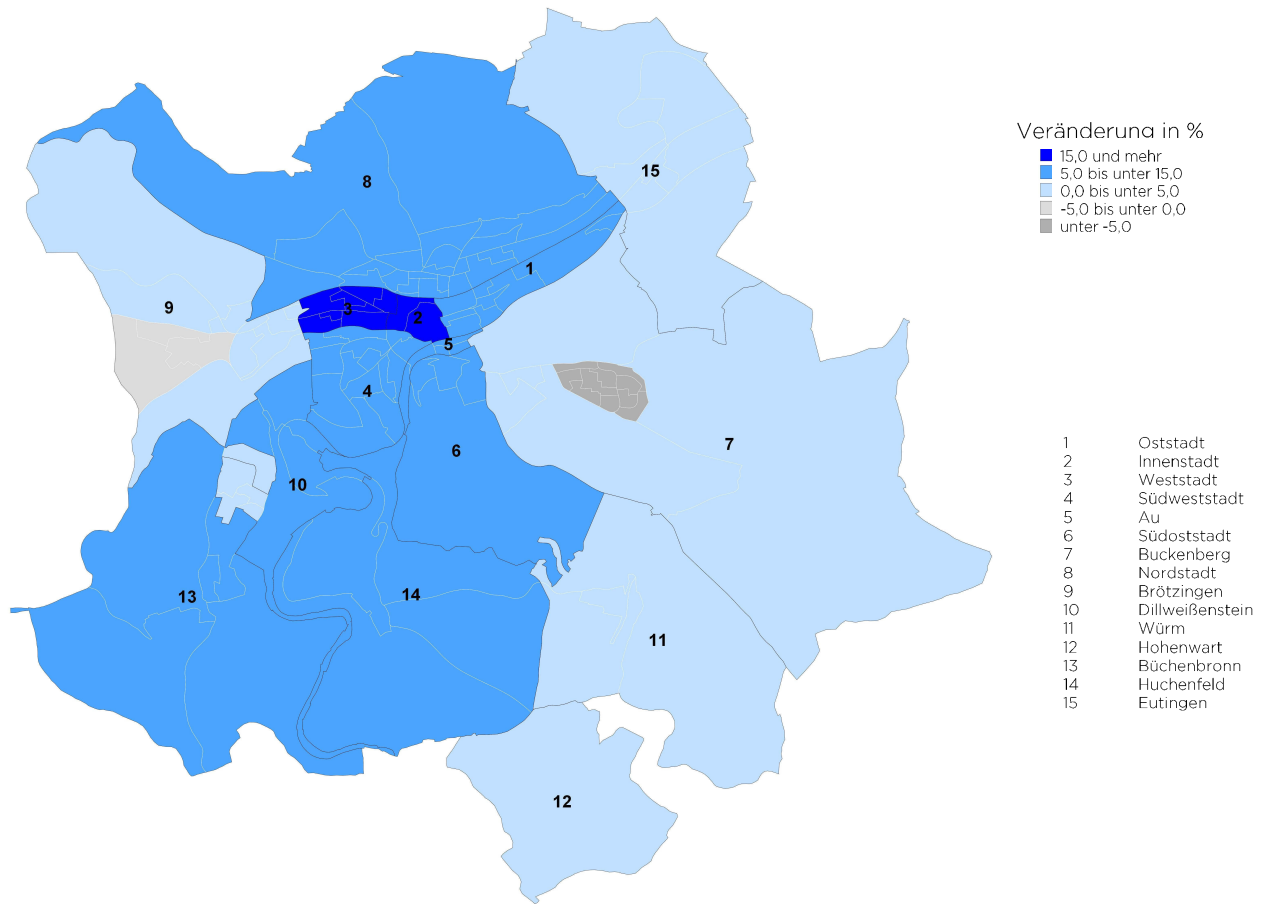 Veränderung in %
15,0 und mehr
5,0 bis unter 15,0
0,0 bis unter 5,0
-5,0 bis unter 0,0
unter -5,0
15
8
1
9
3
2
5
4
7
6
10
13
14
11
12
1 Oststadt
2 Innenstadt
3 Weststadt
4 Südweststadt
5 Au
6 Südoststadt
7 Buckenberg
8 Nordstadt
9 Brötzingen
10 Dillweißenstein
11 Würm
12 Hohenwart
13 Büchenbronn
14 Huchenfeld
15 Eutingen